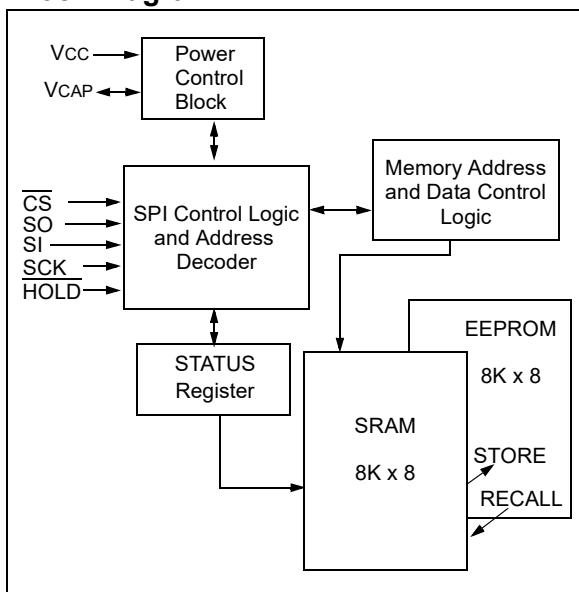 VCC
VCAP
Power
Control
Block
CS
SO
SI
SCK
HOLD
SPI Control Logic
and Address
Decoder
Memory Address
and Data Control
Logic
STATUS
Register
EEPROM
8K x 8
SRAM
8K x 8
STORE
RECALL